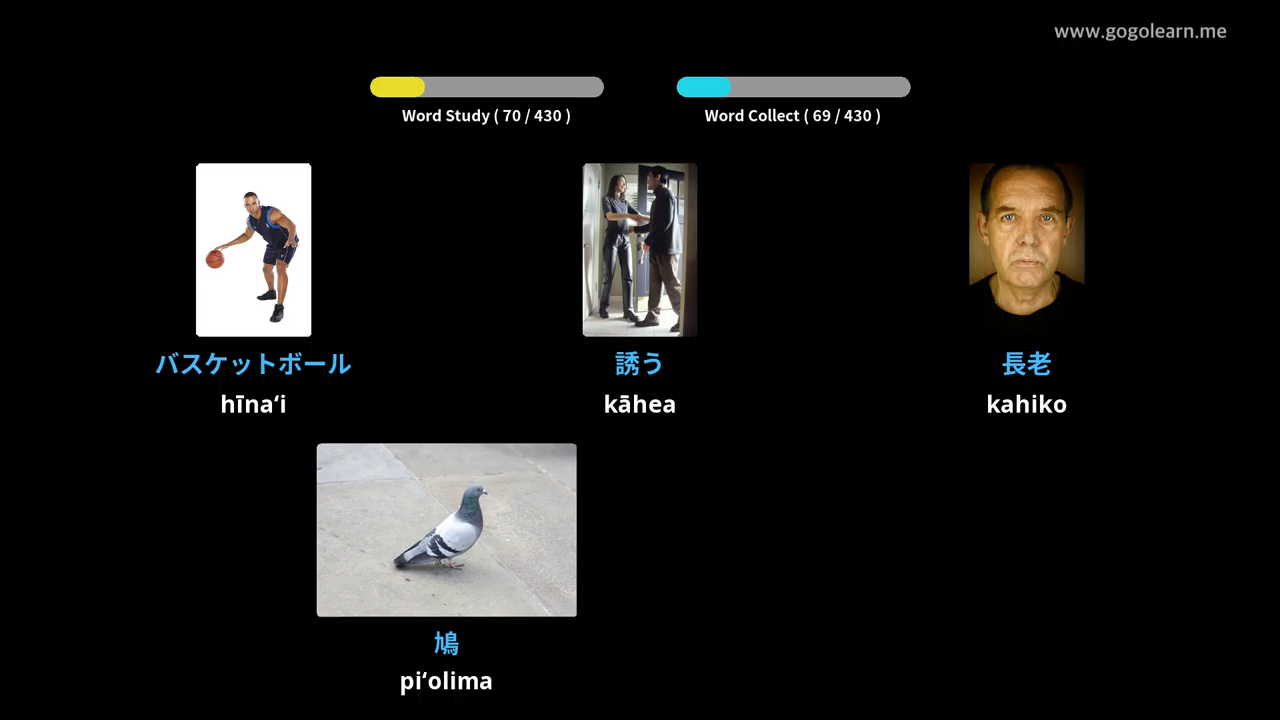 www.gogolearn.me
Word Study ( 70 / 430 )
Word Collect ( 69 / 430 )
バスケットボール
hīnaʻi
誘う
kāhea
長老
kahiko
鳩
piʻolima